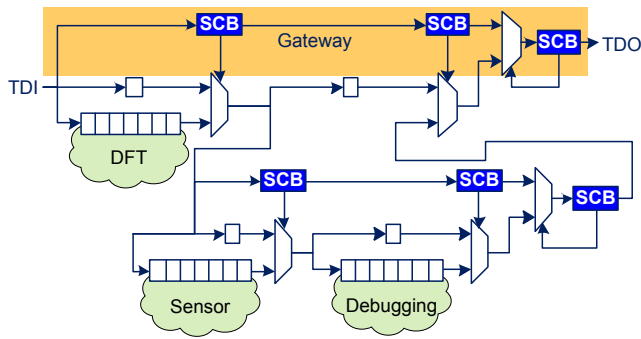 SCB
SCB
Gateway
SCB
TDO
TDI
DFT
SCB
SCB
SCB
Sensor
Debugging